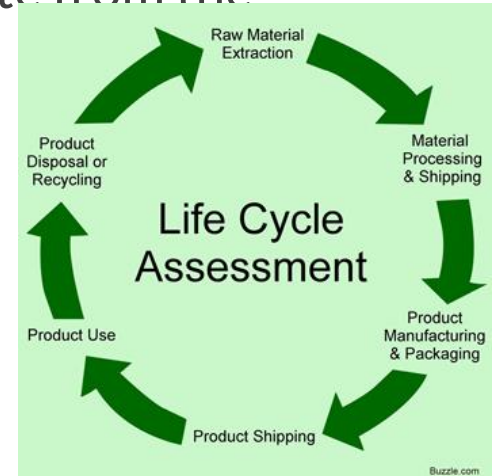 Raw Material
Extraction
Material
Processing
& Shipping
Product
Manufacturing
& Packaging
Product Shipping
Product Use
Product
Disposal or
Recycling
Life Cycle
Assessment
Buzzle.com